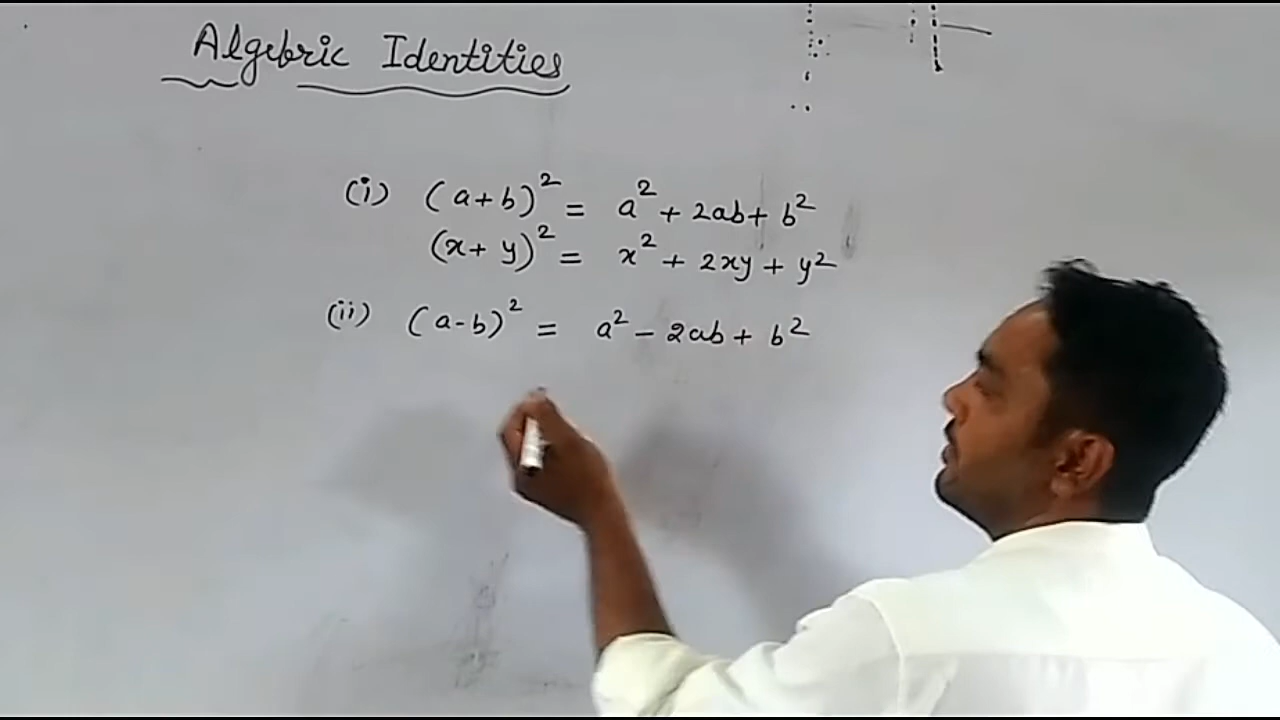 Algebric Identities
(i) (a+b)² = a² + 2ab + b²
(x+y)² = x² + 2xy + y²
(ii) (a-b)² = a² - 2ab + b²